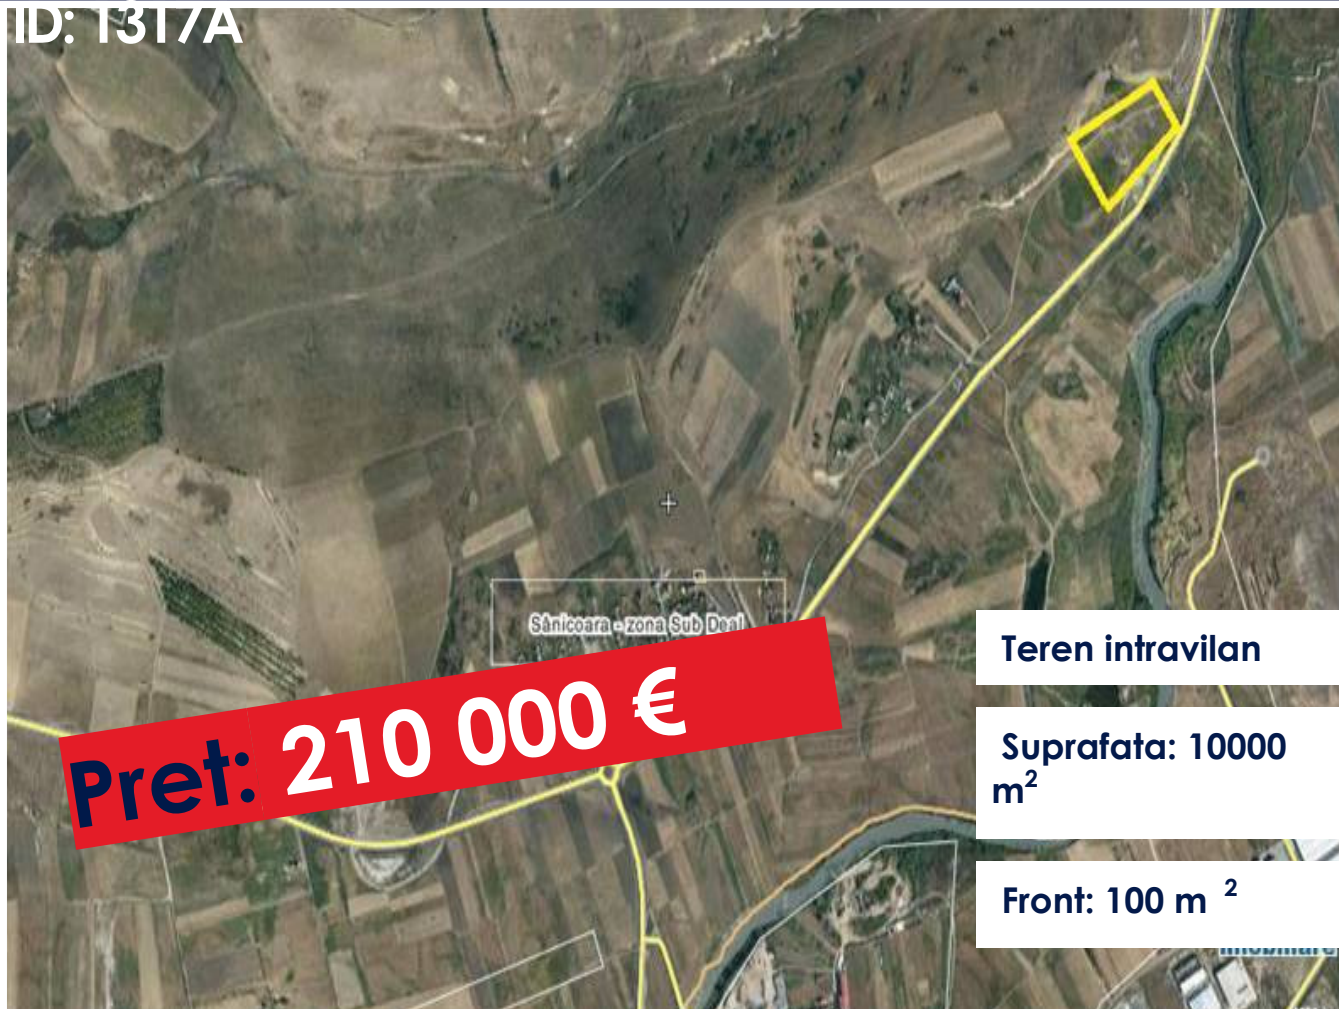 ID: 1317A
Sânicoara - zona Sub Deal
Pret: 210 000 €
Teren intravilan
Suprafata: 10000
m²
Front: 100 m ²